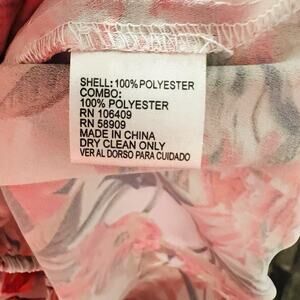 SHELL: 100% POLYESTER
COMBO:
100% POLYESTER
RN 106409
RN 58909
MADE IN CHINA
DRY CLEAN ONLY
VER AL DORSO PARA CUIDADO